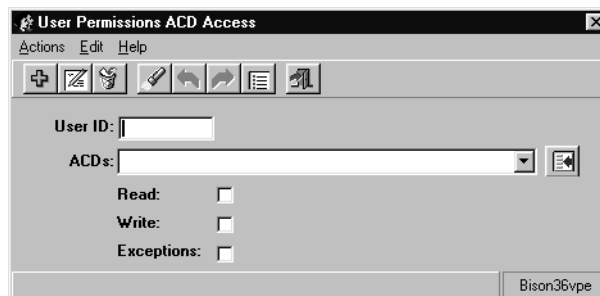 User Permissions ACD Access
Actions Edit Help
User ID:
ACDs:
Read:
Write:
Exceptions:
Bison36vpe